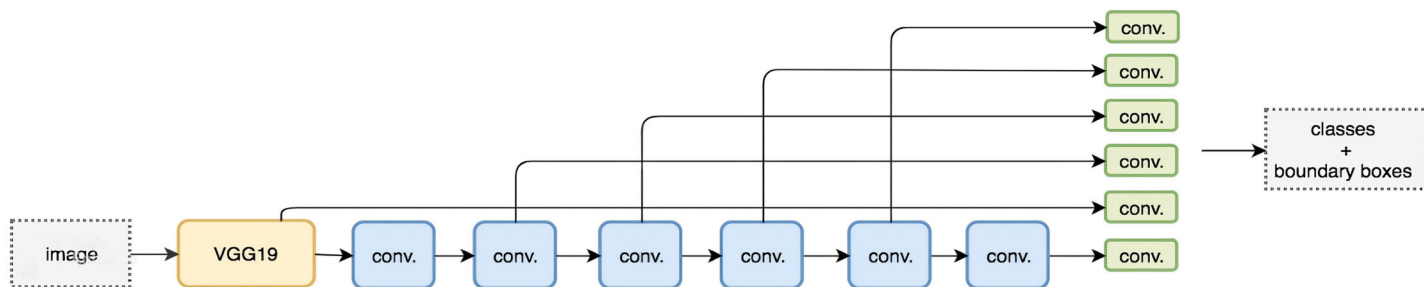 conv.
conv.
conv.
conv.
classes
+
boundary boxes
conv.
image
VGG19
conv.
conv.
conv.
conv.
conv.
conv.
conv.